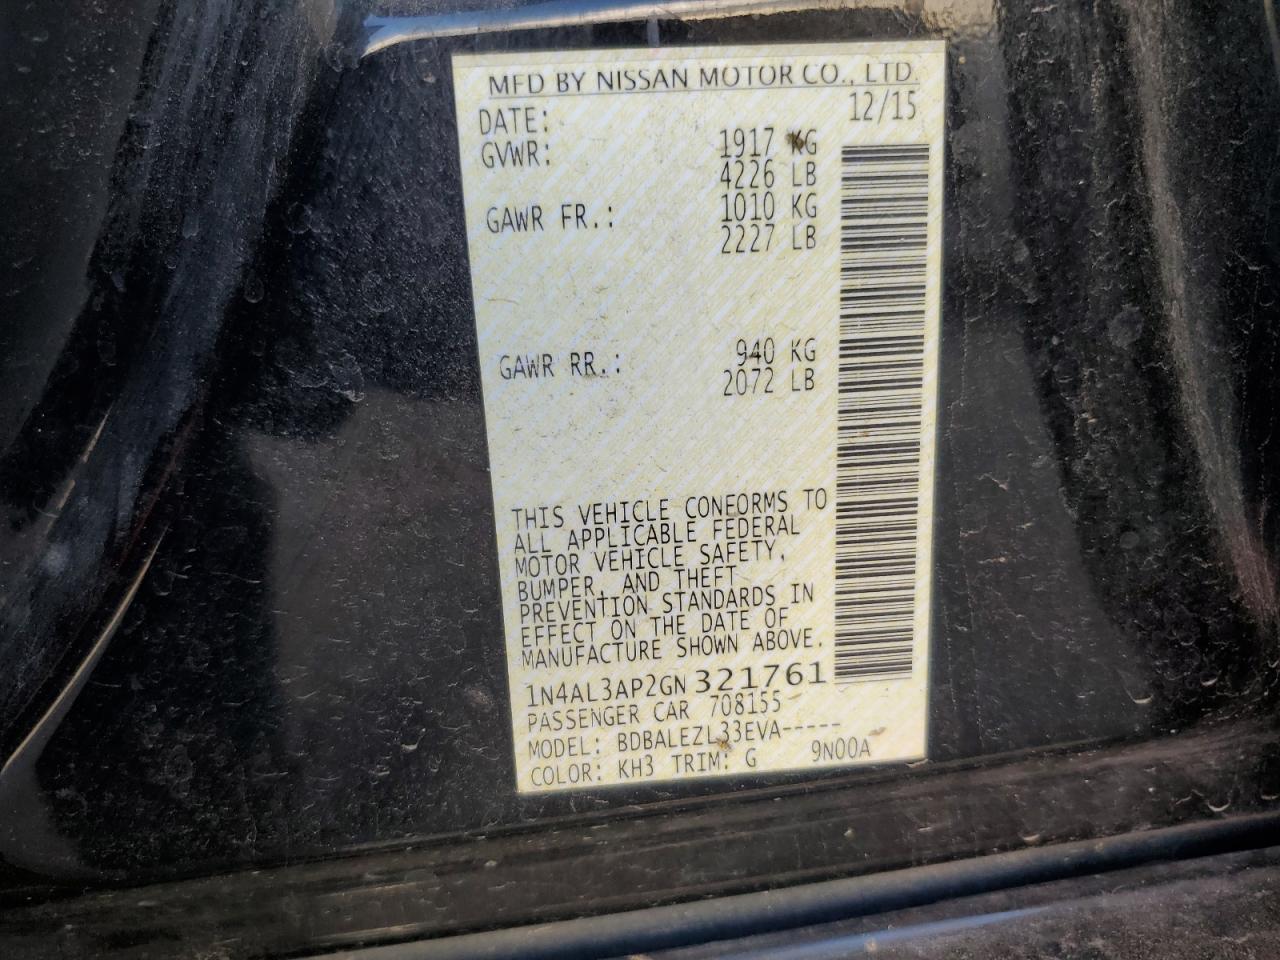 MFD BY NISSAN MOTOR CO., LTD.
DATE: 12/15
GVWR: 1917 KG
4226 LB
GAWR FR.: 1010 KG
2227 LB
GAWR RR.: 940 KG
2072 LB
THIS VEHICLE CONFORMS TO
ALL APPLICABLE FEDERAL
MOTOR VEHICLE SAFETY,
BUMPER, AND THEFT
PREVENTION STANDARDS IN
EFFECT ON THE DATE OF
MANUFACTURE SHOWN ABOVE.
1N4AL3AP2GN 321761
PASSENGER CAR 708155
MODEL: BDBALEZL33EVA-----
COLOR: KH3 TRIM: G 9N00A